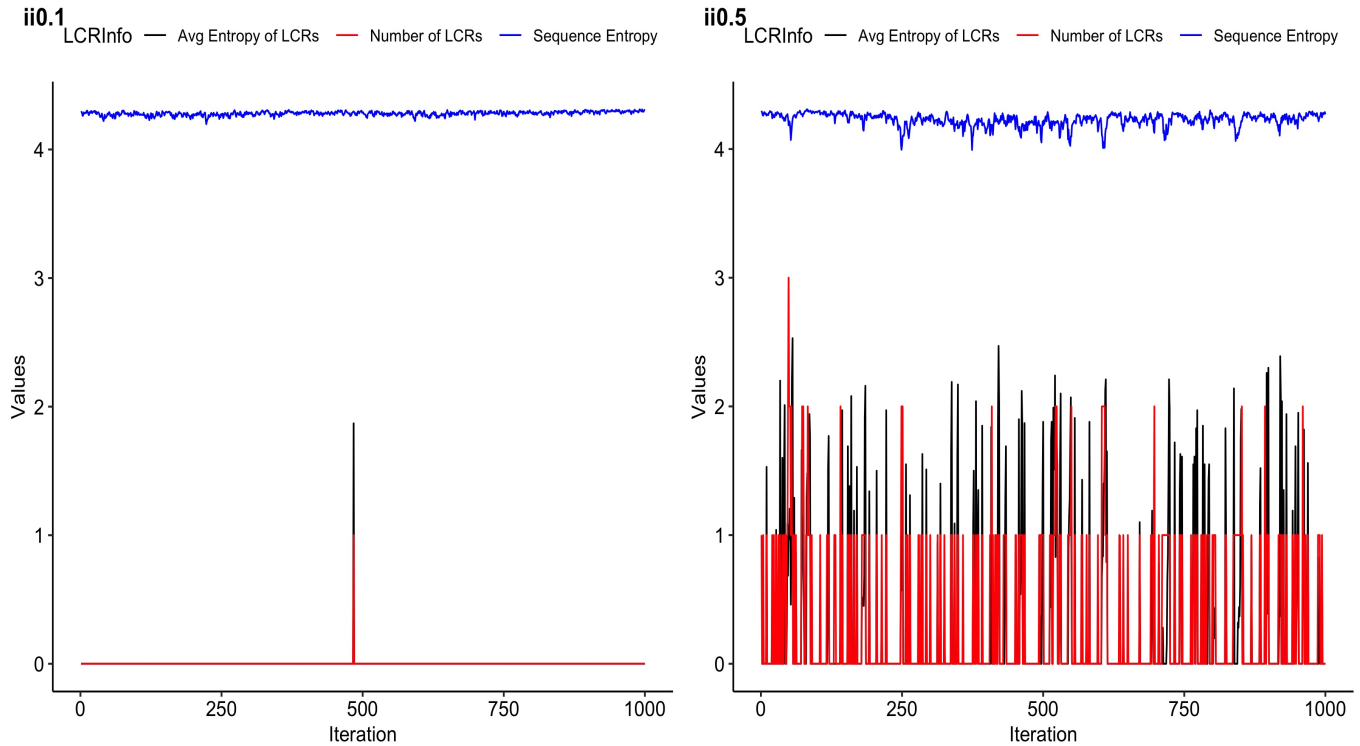 ii0.1
LCRInfo Avg Entropy of LCRs Number of LCRs Sequence Entropy
4
3
2
1
0
Values
0 250 500 750 1000
Iteration
ii0.5
LCRInfo Avg Entropy of LCRs Number of LCRs Sequence Entropy
4
3
2
1
0
Values
0 250 500 750 1000
Iteration